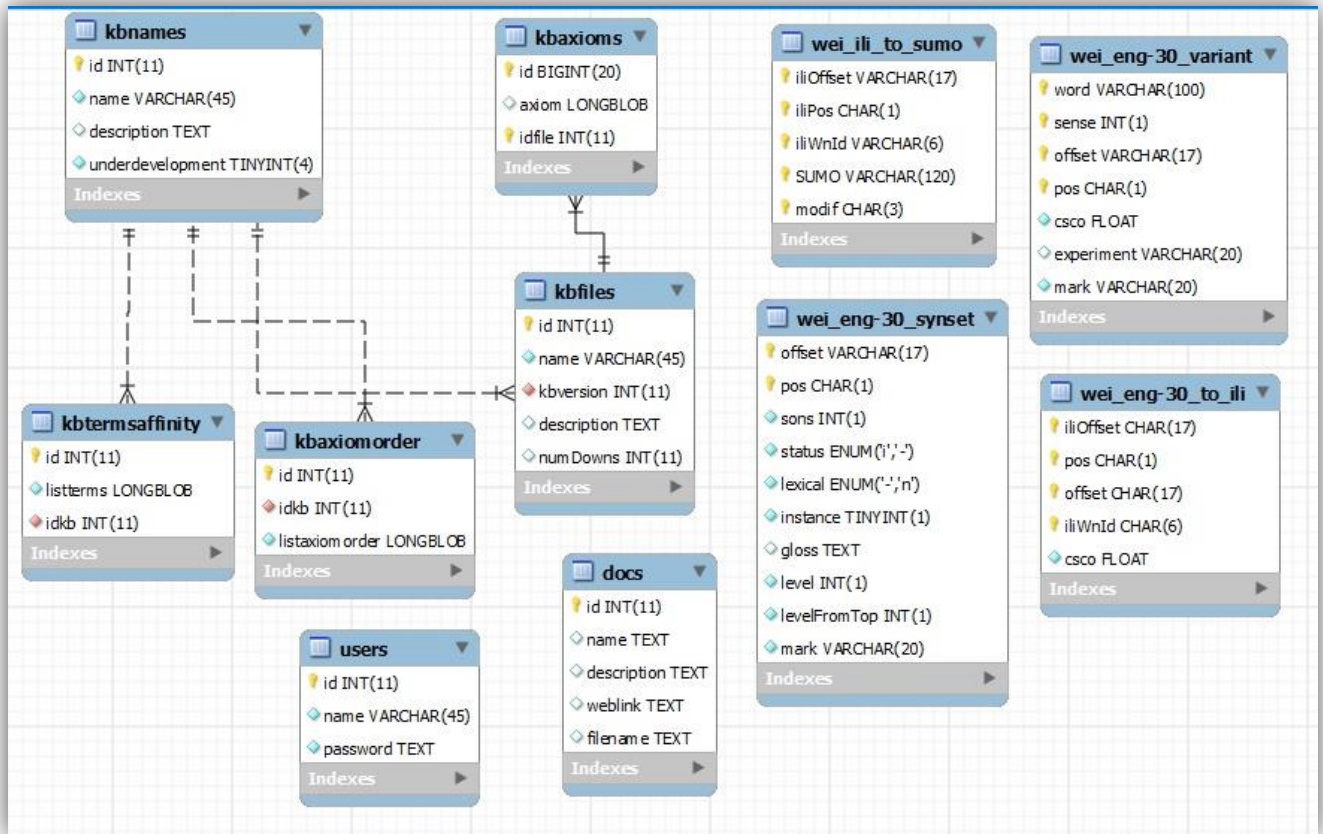 kbnames
id INT(11)
name VARCHAR(45)
description TEXT
underdevelopment TINYINT(4)
Indexes
kbaxioms
id BIGINT(20)
axiom LONGBLOB
idfile INT(11)
Indexes
wei_ili_to_sumo
iliOffset VARCHAR(17)
iliPos CHAR(1)
iliWnId VARCHAR(6)
SUMO VARCHAR(120)
modif CHAR(3)
Indexes
wei_eng-30_variant
word VARCHAR(100)
sense INT(1)
offset VARCHAR(17)
pos CHAR(1)
csco FLOAT
experiment VARCHAR(20)
mark VARCHAR(20)
Indexes
kbfiles
id INT(11)
name VARCHAR(45)
kbversion INT(11)
description TEXT
numDowns INT(11)
Indexes
wei_eng-30_synset
offset VARCHAR(17)
pos CHAR(1)
sons INT(1)
status ENUM('i','-')
lexical ENUM('-','n')
instance TINYINT(1)
gloss TEXT
level INT(1)
levelFromTop INT(1)
mark VARCHAR(20)
Indexes
wei_eng-30_to_ili
iliOffset CHAR(17)
pos CHAR(1)
offset CHAR(17)
iliWnId CHAR(6)
csco FLOAT
Indexes
kbtermsaffinity
id INT(11)
listterms LONGBLOB
idkb INT(11)
Indexes
kbaxiomorder
id INT(11)
idkb INT(11)
listaxiomorder LONGBLOB
Indexes
docs
id INT(11)
name TEXT
description TEXT
weblink TEXT
filename TEXT
Indexes
users
id INT(11)
name VARCHAR(45)
password TEXT
Indexes